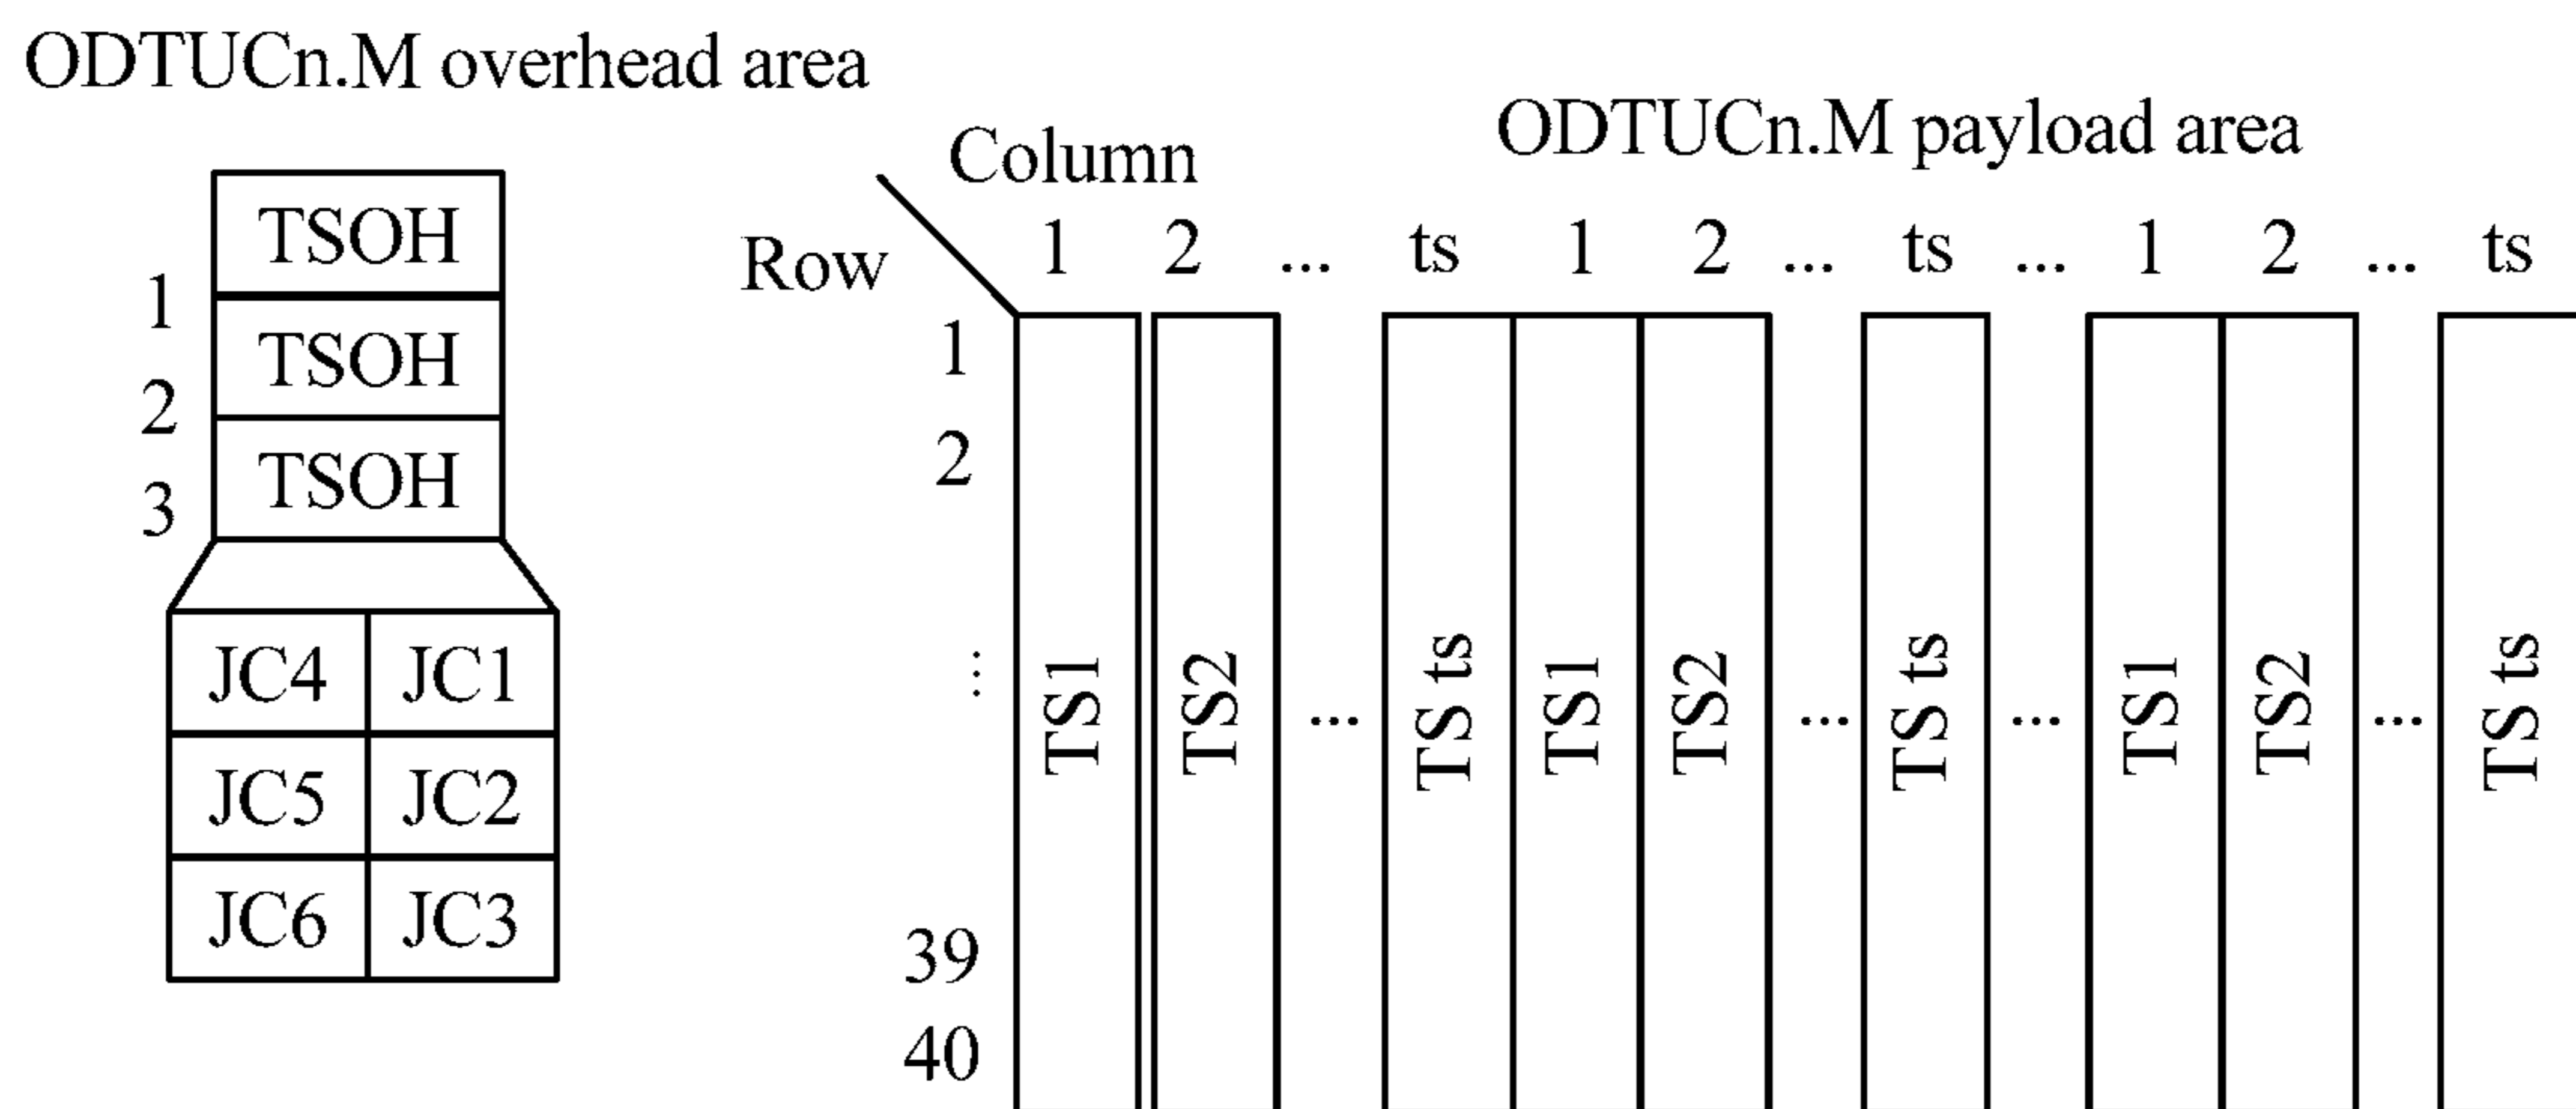 ODTUCn.M overhead area
TSOH
1
TSOH
2
TSOH
3
JC4 JC1
JC5 JC2
JC6 JC3
ODTUCn.M payload area
Column
Row
1 2 ... ts 1 2 ... ts ... 1 2 ... ts
1
2
...
39
40
TS1 TS2 ... TS ts TS1 TS2 ... TS ts ... TS1 TS2 ... TS ts